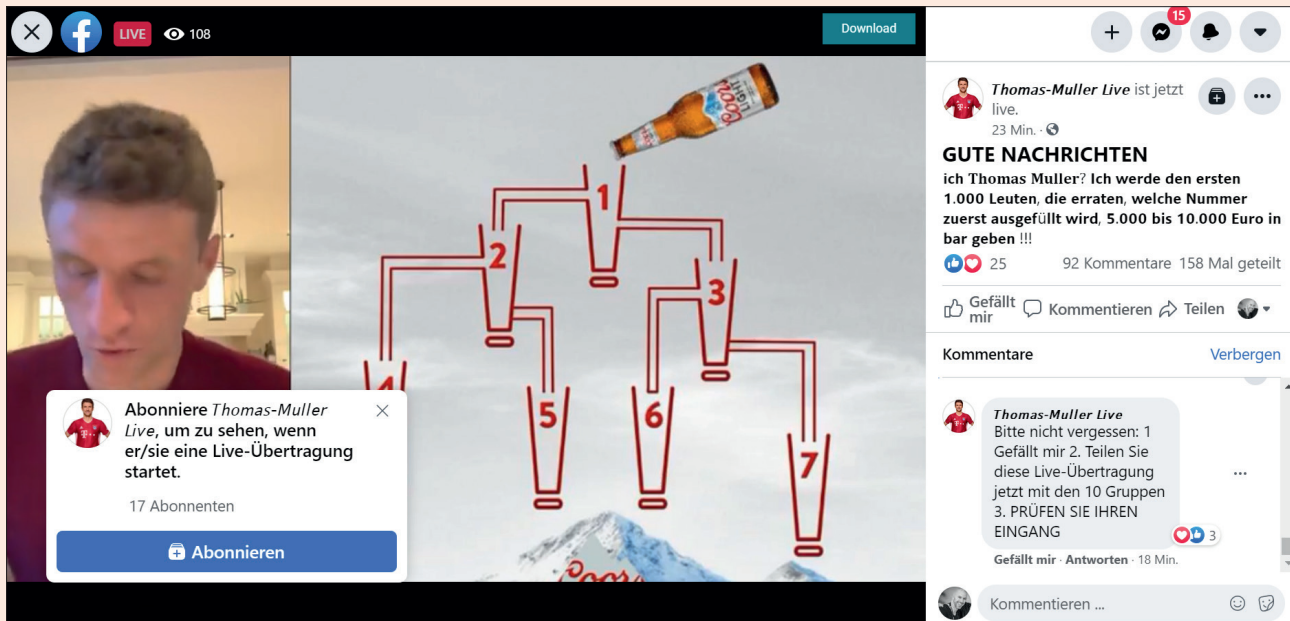 LIVE 108
Download
15
1
2
3
4
5
6
7
Coors
LIGHT
Coors
Abonniere Thomas-Muller
Live, um zu sehen, wenn
er/sie eine Live-Übertragung
startet.
17 Abonnenten
Abonnieren
Thomas-Muller Live ist jetzt
live.
23 Min. ·
GUTE NACHRICHTEN
ich Thomas Muller? Ich werde den ersten
1.000 Leuten, die erraten, welche Nummer
zuerst ausgefüllt wird, 5.000 bis 10.000 Euro in
bar geben !!!
25 92 Kommentare 158 Mal geteilt
Gefällt
mir Kommentieren Teilen
Kommentare Verbergen
Thomas-Muller Live
Bitte nicht vergessen: 1
Gefällt mir 2. Teilen Sie
diese Live-Übertragung
jetzt mit den 10 Gruppen
3. PRÜFEN SIE IHREN
EINGANG
3
Gefällt mir · Antworten · 18 Min.
Kommentieren ...